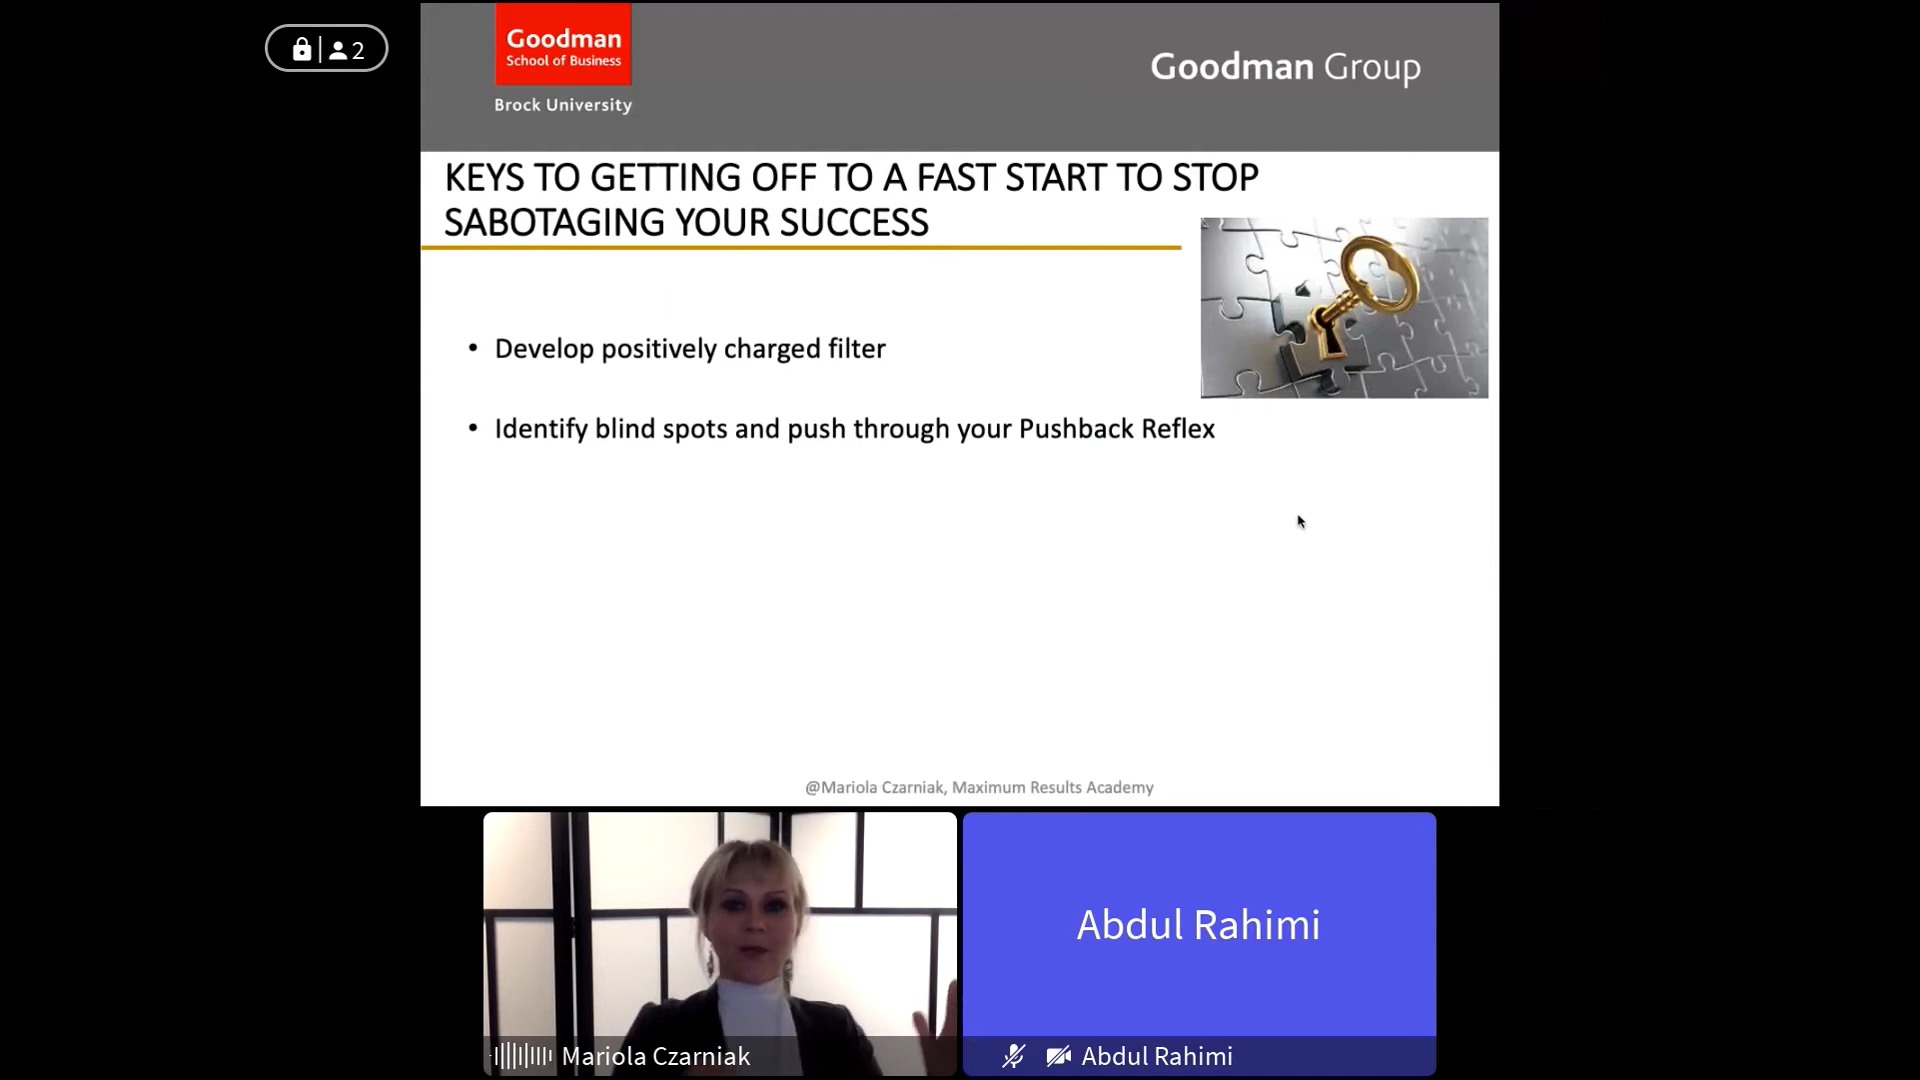 2
Goodman
School of Business
Brock University
Goodman Group
KEYS TO GETTING OFF TO A FAST START TO STOP
SABOTAGING YOUR SUCCESS
• Develop positively charged filter
• Identify blind spots and push through your Pushback Reflex
@Mariola Czarniak, Maximum Results Academy
Mariola Czarniak
Abdul Rahimi
Abdul Rahimi